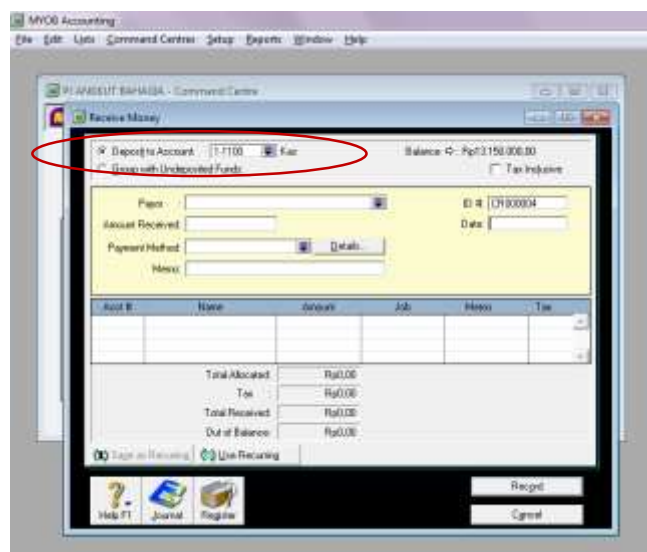 MYOB Accounting
File Edit Lists Command Centres Setup Reports Window Help
PT ANGKUT BAHAGIA - Command Centre
Receive Money
Deposit to Account: 1-1100 Kas Balance Rp13.150.000,00
Group with Undeposited Funds Tax Inclusive
Payor: ID #: CR000004
Amount Received: Date:
Payment Method: Details...
Memo:
Acct # Name Amount Job Memo Tax
Total Allocated: Rp0,00
Tax: Rp0,00
Total Received: Rp0,00
Out of Balance: Rp0,00
Save as Recurring Use Recurring
Record
Help F1 Journal Register
Cancel